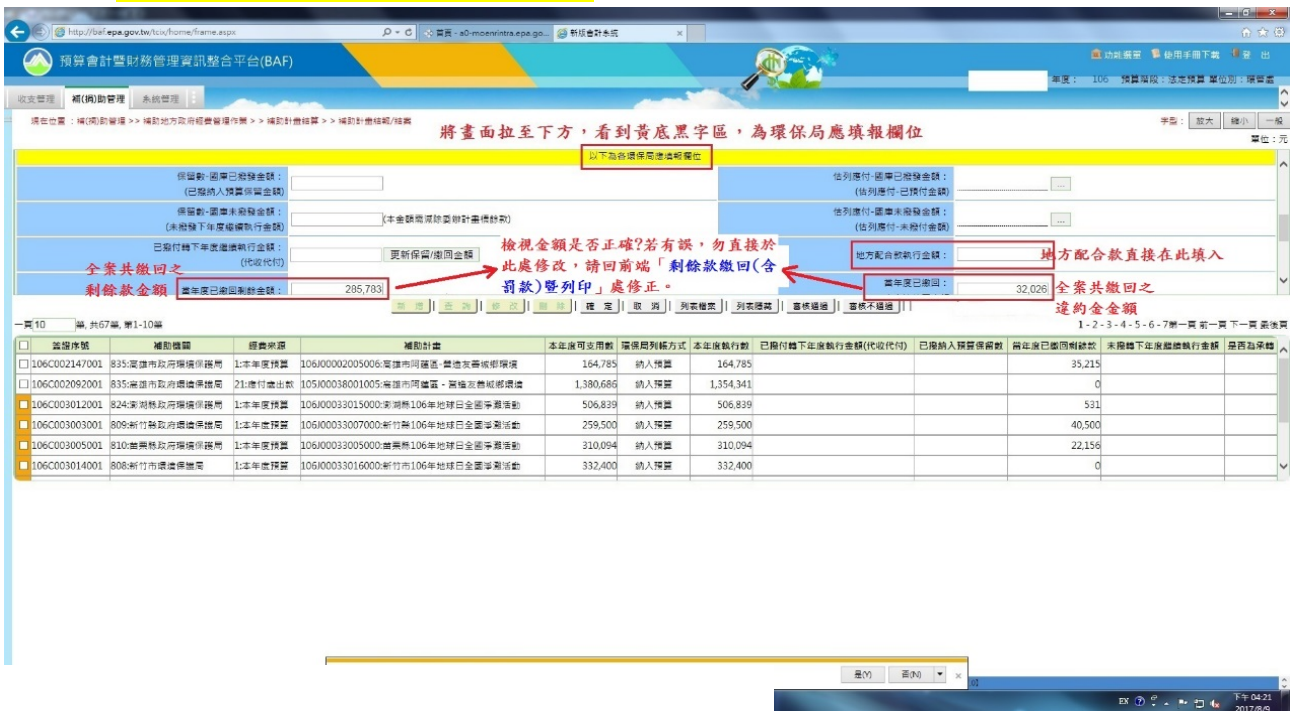 http://baf.epa.gov.tw/tcix/home/frame.aspx
首頁 - a0-moenrintra.epa.go...
新版會計系統
預算會計暨財務管理資訊整合平台(BAF)
功能選單 使用手冊下載 登 出
年度： 106 預算階段：法定預算 單位別：環管處
收支管理 補(捐)助管理 系統管理
現在位置：補(捐)助管理 >> 補助地方政府經費管理作業 > > 補助計畫結算 > > 補助計畫結報/結案
字型： 放大 縮小 一般
將畫面拉至下方，看到黃底黑字區，為環保局應填報欄位
單位：元
以下為各環保局應填報欄位
保留數-國庫已撥發金額：
(已撥納入預算保留金額)
估列應付-國庫已撥發金額：
(估列應付-已預付金額)
...
保留數-國庫未撥發金額：
(未撥發下年度繼續執行金額)
(本金額需減除委辦計畫標餘款)
估列應付-國庫未撥發金額：
(估列應付-未撥付金額)
...
已撥付轉下年度繼續執行金額：
(代收代付)
更新保留/繳回金額
檢視金額是否正確?若有誤，勿直接於
此處修改，請回前端「剩餘款繳回(含
罰款)暨列印」處修正。
地方配合款執行金額：
地方配合款直接在此填入
全案共繳回之
剩餘款金額
當年度已繳回剩餘金額： 285,783
當年度已繳回： 32,026
全案共繳回之
違約金金額
新 增 查 詢 修 改 刪 除 確 定 取 消 列表檔案 列表隱藏 審核通過 審核不通過
一頁10 筆, 共67筆, 第1-10筆
1 - 2 - 3 - 4 - 5 - 6 - 7第一頁 前一頁 下一頁 最後頁
簽證序號 補助機關 經費來源 補助計畫 本年度可支用數 環保局列帳方式 本年度執行數 已撥付轉下年度執行金額(代收代付) 已撥納入預算保留數 當年度已繳回剩餘款 未撥轉下年度繼續執行金額 是否為承轉
106C002147001 835:高雄市政府環境保護局 1:本年度預算 106J00002005006:高雄市阿蓮區-營造友善城鄉環境 164,785 納入預算 164,785 35,215
106C002092001 835:高雄市政府環境保護局 21:應付歲出款 105J00038001005:高雄市阿蓮區 - 營造友善城鄉環境 1,380,686 納入預算 1,354,341 0
106C003012001 824:澎湖縣政府環境保護局 1:本年度預算 106J00033015000:澎湖縣106年地球日全國淨灘活動 506,839 納入預算 506,839 531
106C003003001 809:新竹縣政府環境保護局 1:本年度預算 106J00033007000:新竹縣106年地球日全國淨灘活動 259,500 納入預算 259,500 40,500
106C003005001 810:苗栗縣政府環境保護局 1:本年度預算 106J00033005000:苗栗縣106年地球日全國淨灘活動 310,094 納入預算 310,094 22,156
106C003014001 808:新竹市環境保護局 1:本年度預算 106J00033016000:新竹市106年地球日全國淨灘活動 332,400 納入預算 332,400 0
是(Y) 否(N)
EN 下午 04:21
2017/8/9